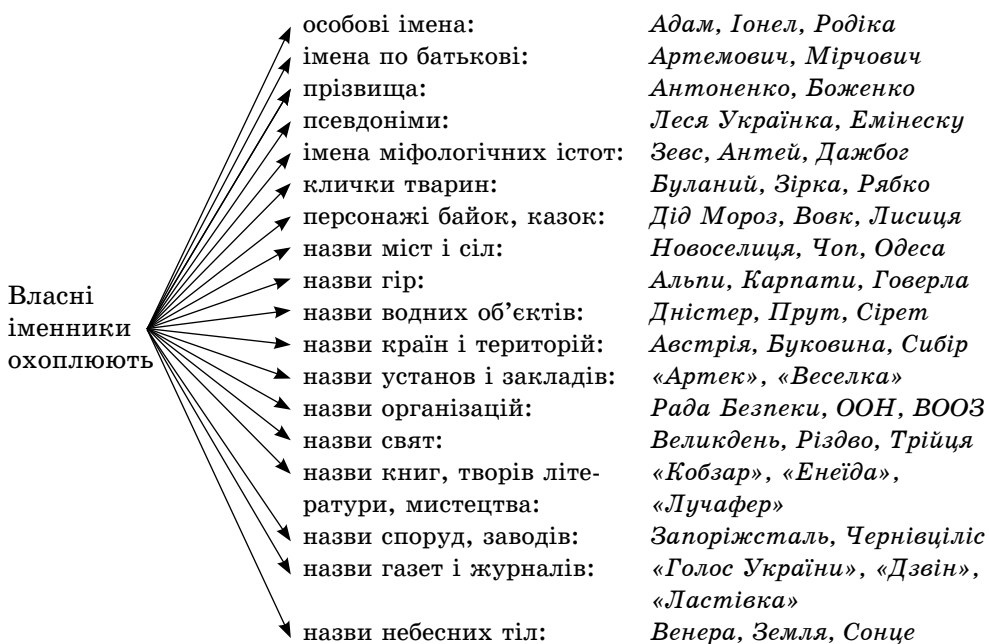 особові імена: Адам, Іонел, Родіка
імена по батькові: Артемович, Мірчович
прізвища: Антоненко, Боженко
псевдоніми: Леся Українка, Емінеску
імена міфологічних істот: Зевс, Антей, Дажбог
клички тварин: Буланий, Зірка, Рябко
персонажі байок, казок: Дід Мороз, Вовк, Лисиця
назви міст і сіл: Новоселиця, Чоп, Одеса
назви гір: Альпи, Карпати, Говерла
Власні
іменники
охоплюють
назви водних об’єктів: Дністер, Прут, Сірет
назви країн і територій: Австрія, Буковина, Сибір
назви установ і закладів: «Артек», «Веселка»
назви організацій: Рада Безпеки, ООН, ВООЗ
назви свят: Великдень, Різдво, Трійця
назви книг, творів літе- «Кобзар», «Енеїда»,
ратури, мистецтва: «Лучафер»
назви споруд, заводів: Запоріжсталь, Чернівціліс
назви газет і журналів: «Голос України», «Дзвін»,
«Ластівка»
назви небесних тіл: Венера, Земля, Сонце